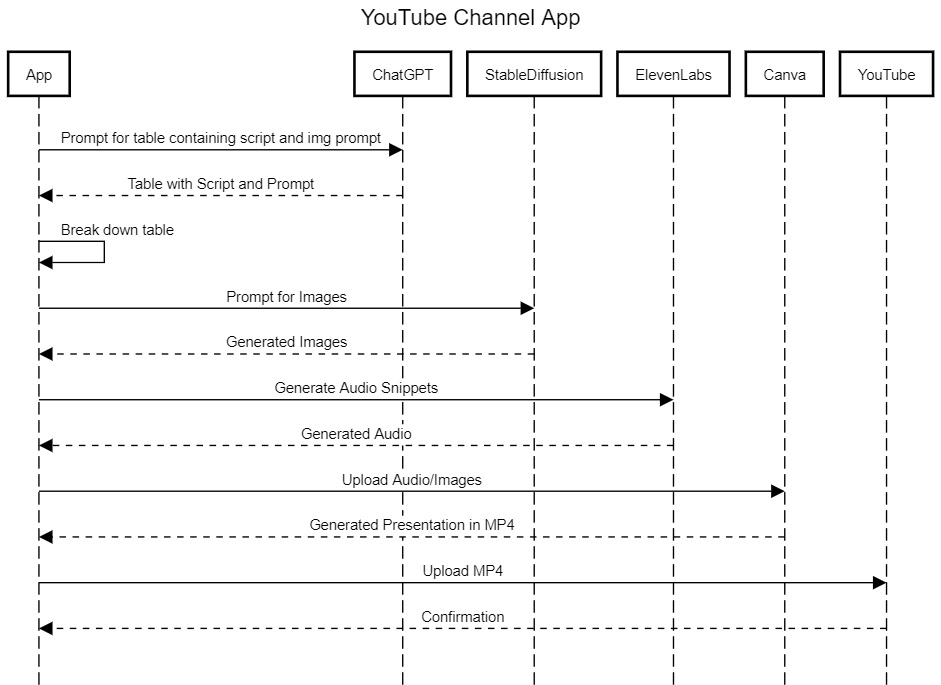 YouTube Channel App
App
ChatGPT
StableDiffusion
ElevenLabs
Canva
YouTube
Prompt for table containing script and img prompt
Table with Script and Prompt
Break down table
Prompt for Images
Generated Images
Generate Audio Snippets
Generated Audio
Upload Audio/Images
Generated Presentation in MP4
Upload MP4
Confirmation